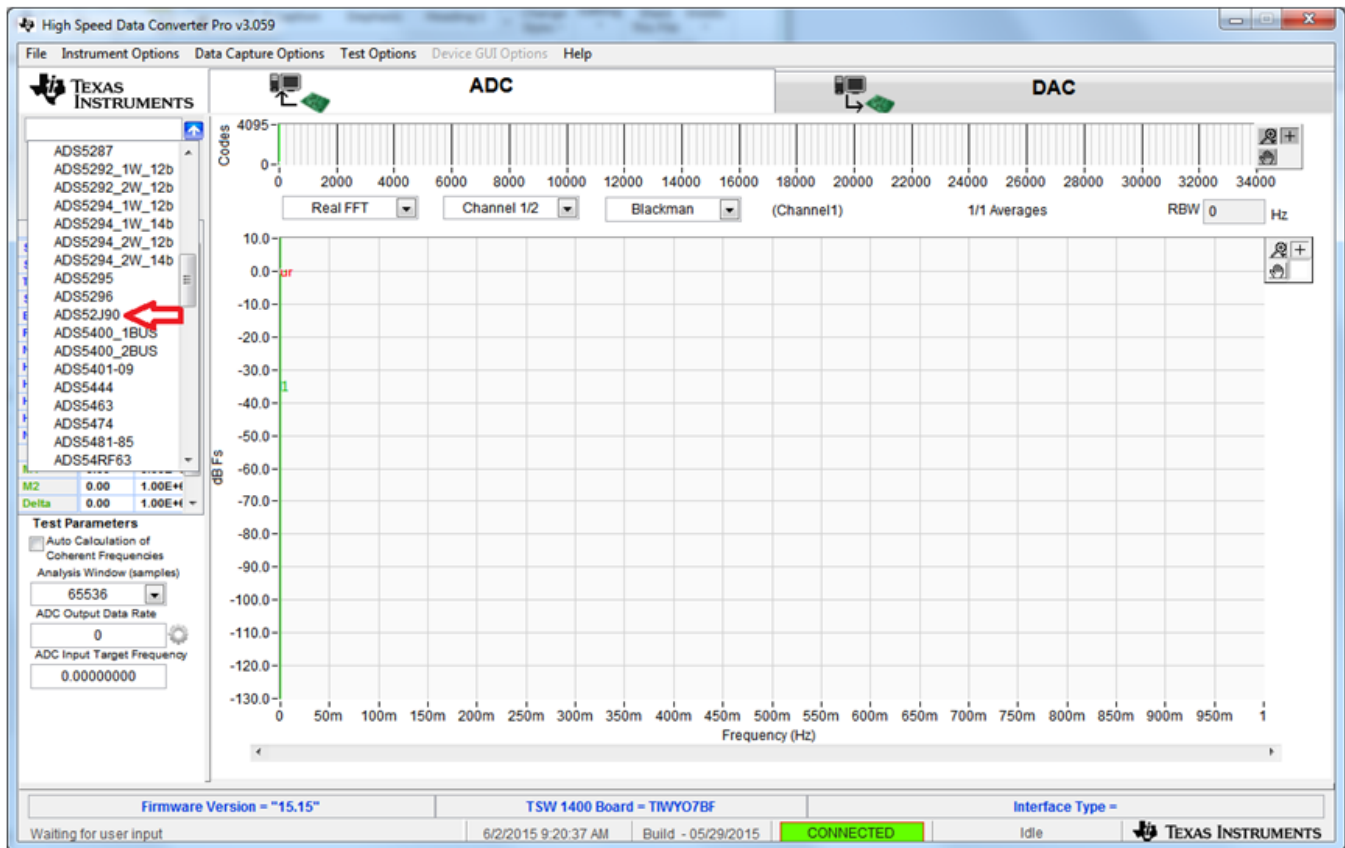 High Speed Data Converter Pro v3.059
File Instrument Options Data Capture Options Test Options Device GUI Options Help
TEXAS INSTRUMENTS
ADC
DAC
ADS5287
ADS5292_1W_12b
ADS5292_2W_12b
ADS5294_1W_12b
ADS5294_1W_14b
ADS5294_2W_12b
ADS5294_2W_14b
ADS5295
ADS5296
ADS52J90
ADS5400_1BUS
ADS5400_2BUS
ADS5401-09
ADS5444
ADS5463
ADS5474
ADS5481-85
ADS54RF63
M2 0.00 1.00E+
Delta 0.00 1.00E+
Test Parameters
Auto Calculation of
Coherent Frequencies
Analysis Window (samples)
65536
ADC Output Data Rate
0
ADC Input Target Frequency
0.00000000
Codes
4095
0
0 2000 4000 6000 8000 10000 12000 14000 16000 18000 20000 22000 24000 26000 28000 30000 32000 34000
Real FFT Channel 1/2 Blackman (Channel1) 1/1 Averages RBW 0 Hz
dB Fs
10.0
0.0
-10.0
-20.0
-30.0
1
-40.0
-50.0
-60.0
-70.0
-80.0
-90.0
-100.0
-110.0
-120.0
-130.0
0 50m 100m 150m 200m 250m 300m 350m 400m 450m 500m 550m 600m 650m 700m 750m 800m 850m 900m 950m 1
Frequency (Hz)
Firmware Version = "15.15" TSW 1400 Board = TIWYO7BF Interface Type =
Waiting for user input 6/2/2015 9:20:37 AM Build - 05/29/2015 CONNECTED Idle TEXAS INSTRUMENTS